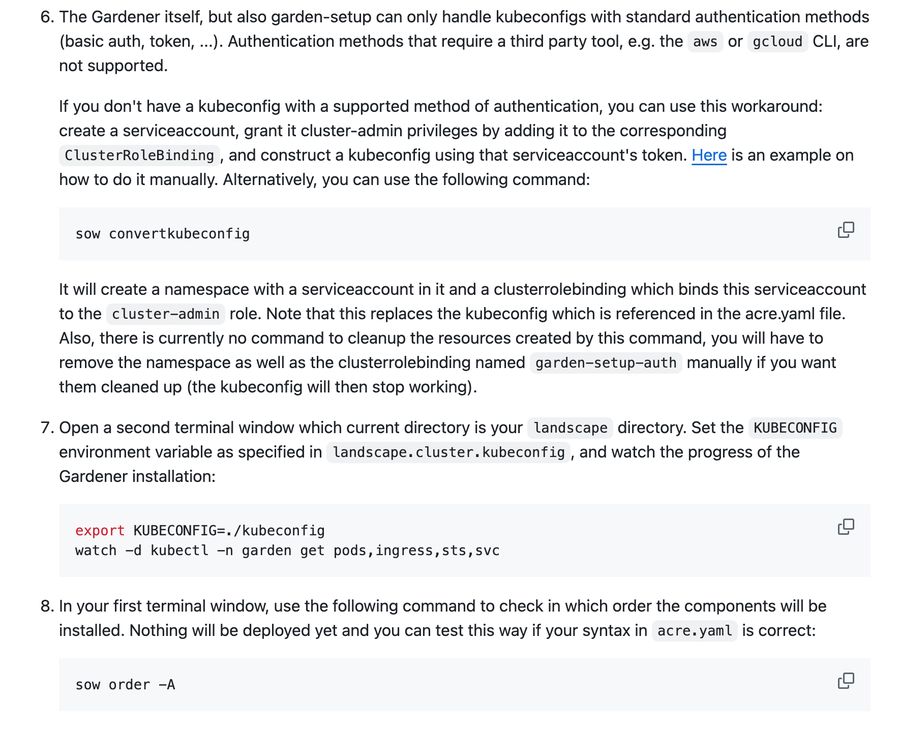 6. The Gardener itself, but also garden-setup can only handle kubeconfigs with standard authentication methods
(basic auth, token, ...). Authentication methods that require a third party tool, e.g. the aws or gcloud CLI, are
not supported.
If you don't have a kubeconfig with a supported method of authentication, you can use this workaround:
create a serviceaccount, grant it cluster-admin privileges by adding it to the corresponding
ClusterRoleBinding , and construct a kubeconfig using that serviceaccount's token. Here is an example on
how to do it manually. Alternatively, you can use the following command:
sow convertkubeconfig
It will create a namespace with a serviceaccount in it and a clusterrolebinding which binds this serviceaccount
to the cluster-admin role. Note that this replaces the kubeconfig which is referenced in the acre.yaml file.
Also, there is currently no command to cleanup the resources created by this command, you will have to
remove the namespace as well as the clusterrolebinding named garden-setup-auth manually if you want
them cleaned up (the kubeconfig will then stop working).
7. Open a second terminal window which current directory is your landscape directory. Set the KUBECONFIG
environment variable as specified in landscape.cluster.kubeconfig , and watch the progress of the
Gardener installation:
export KUBECONFIG=./kubeconfig
watch -d kubectl -n garden get pods,ingress,sts,svc
8. In your first terminal window, use the following command to check in which order the components will be
installed. Nothing will be deployed yet and you can test this way if your syntax in acre.yaml is correct:
sow order -A